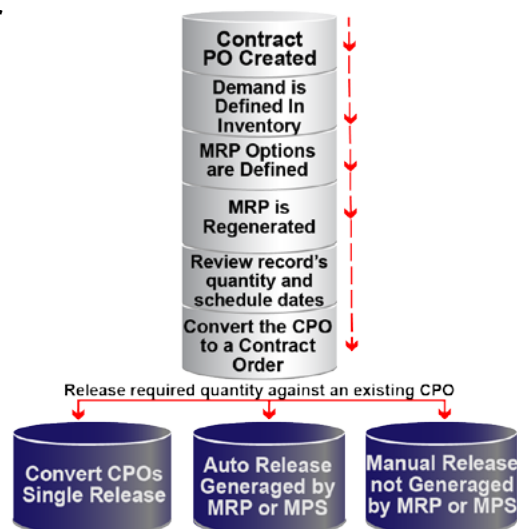 Contract
PO Created
Demand is
Defined In
Inventory
MRP Options
are Defined
MRP is
Regenerated
Review record's
quantity and
schedule dates
Convert the CPO
to a Contract
Order
Release required quantity against an existing CPO
Convert CPOs
Single Release
Auto Release
Generaged by
MRP or MPS
Manual Release
not Generaged
by MRP or MPS